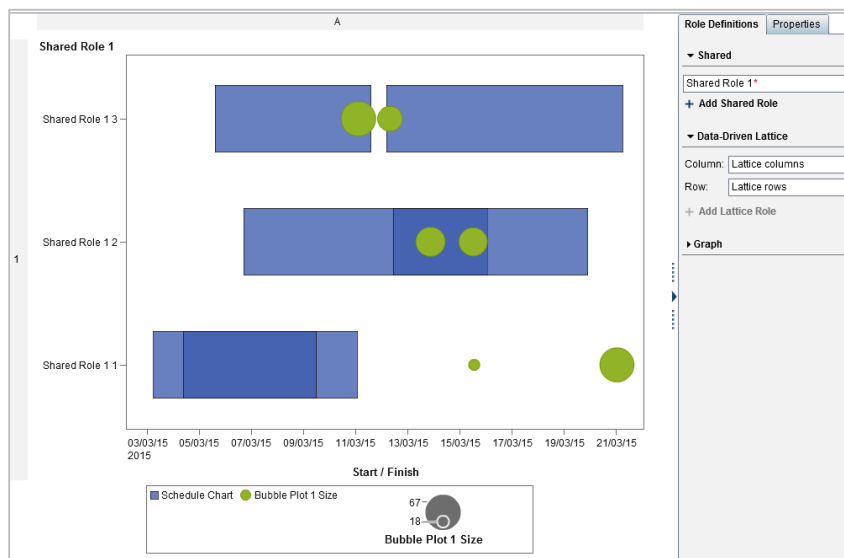 A
Shared Role 1
1
Shared Role 1 3
Shared Role 1 2
Shared Role 1 1
03/03/15 05/03/15 07/03/15 09/03/15 11/03/15 13/03/15 15/03/15 17/03/15 19/03/15 21/03/15
2015
Start / Finish
Schedule Chart Bubble Plot 1 Size
67
18
Bubble Plot 1 Size
Role Definitions Properties
Shared
Shared Role 1*
+ Add Shared Role
Data-Driven Lattice
Column: Lattice columns
Row: Lattice rows
+ Add Lattice Role
Graph